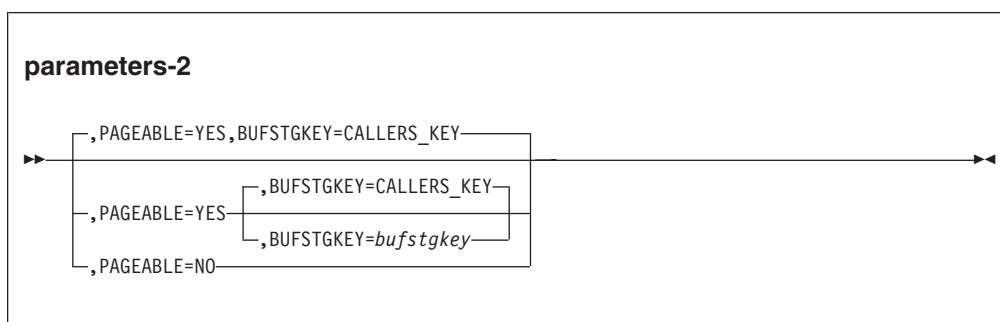 parameters-2
,PAGEABLE=YES,BUFSTGKEY=CALLERS_KEY
,PAGEABLE=YES
,BUFSTGKEY=CALLERS_KEY
,BUFSTGKEY=bufstgkey
,PAGEABLE=NO